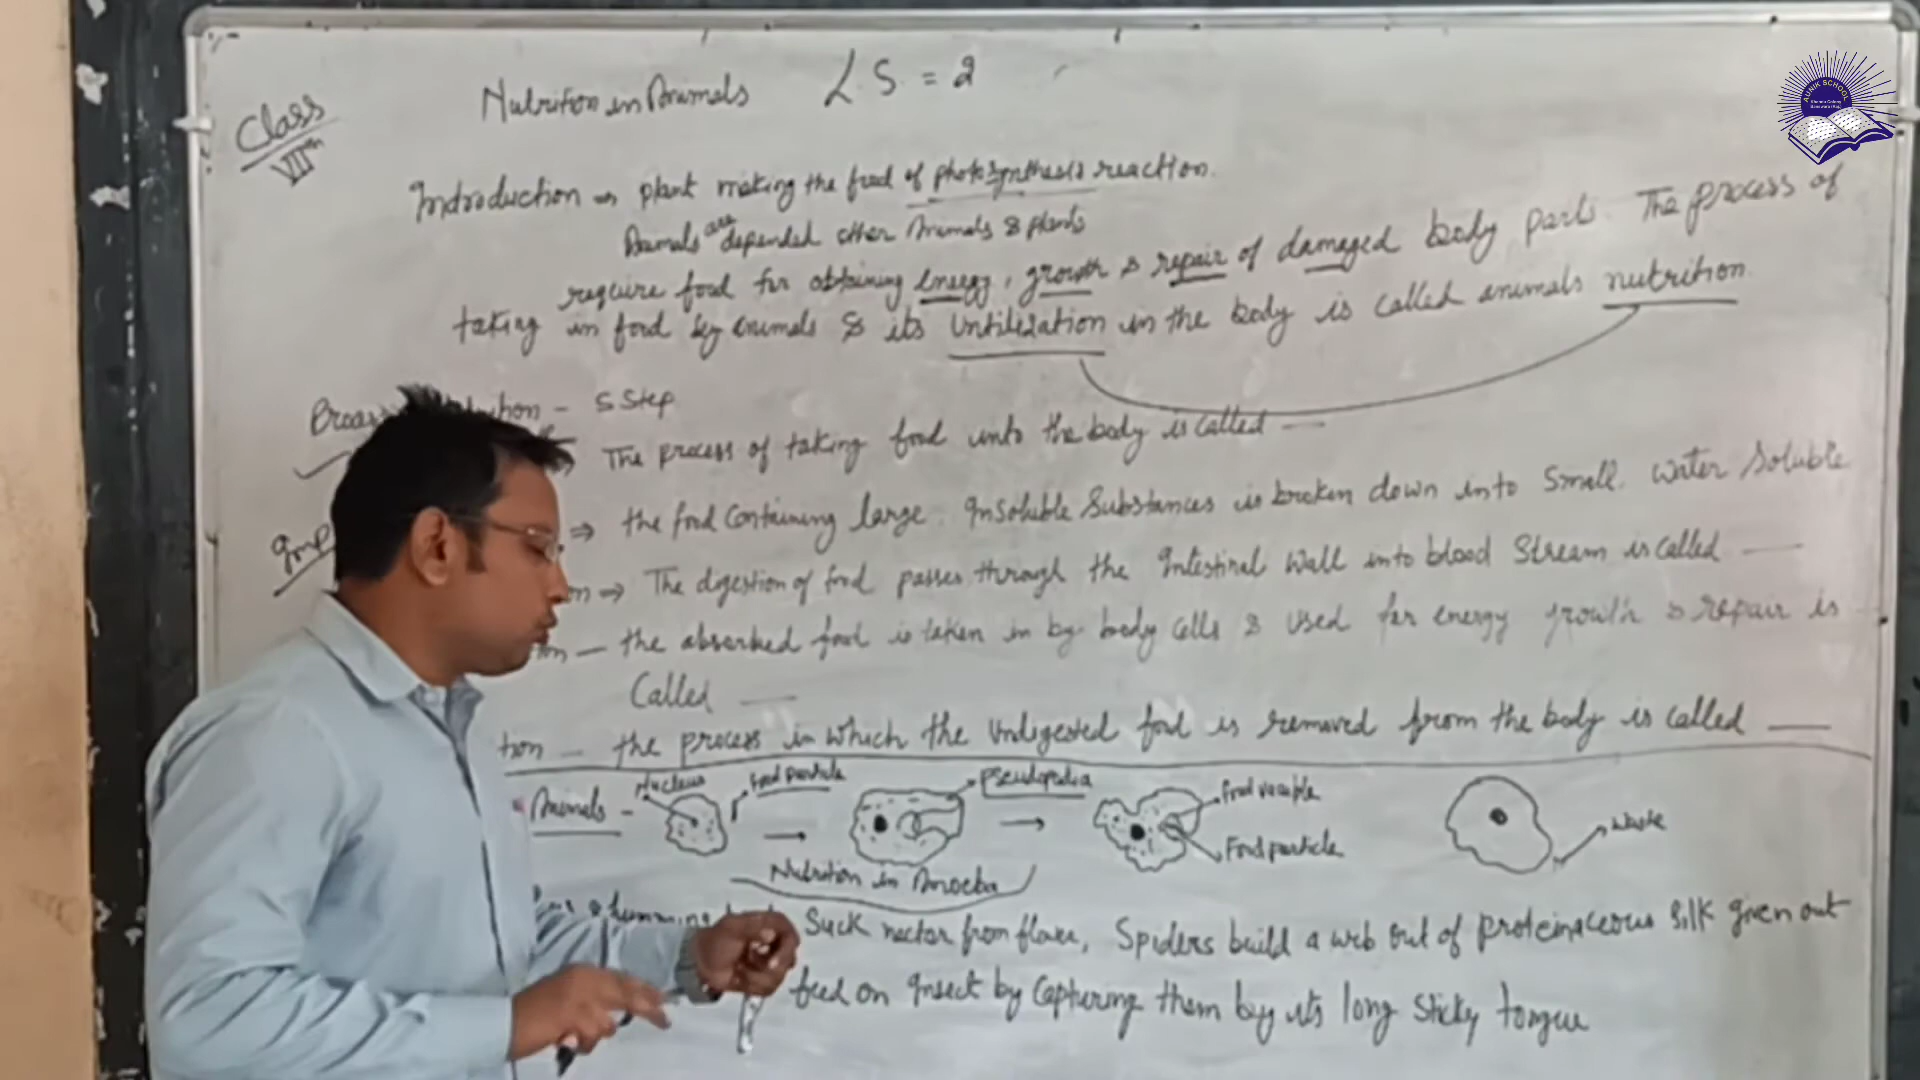 Class
VIIth
Nutrition in Animals L.S. = 2
Introduction ⇒ plant making the food of photosynthesis reaction.
Animals are depended other Animals & plants
require food for obtaining energy, growth & repair of damaged body parts. The process of
taking in food by animals & its Untilization in the body is called animals nutrition.
5 Step
The process of taking food into the body is called —
Imp
⇒ the food Containing large. Insoluble Substances is broken down into Small. Water Soluble
⇒ The digestion of food passes through the Intestinal Wall into blood Stream is Called —
— the absorbed food is taken in by body Cells & Used for energy growth & repair is
Called —
tion — the process in which the Undigested food is removed from the body is called —
Animals -
Nucleus
food particle
food particle
Waste
Food particle
Nutrition in Amoeba
Suck nectar from flower, Spiders build a web out of proteinaceous silk given out
feed on Insect by Capturing them by its long Sticky tongue
AUNIK SCHOOL